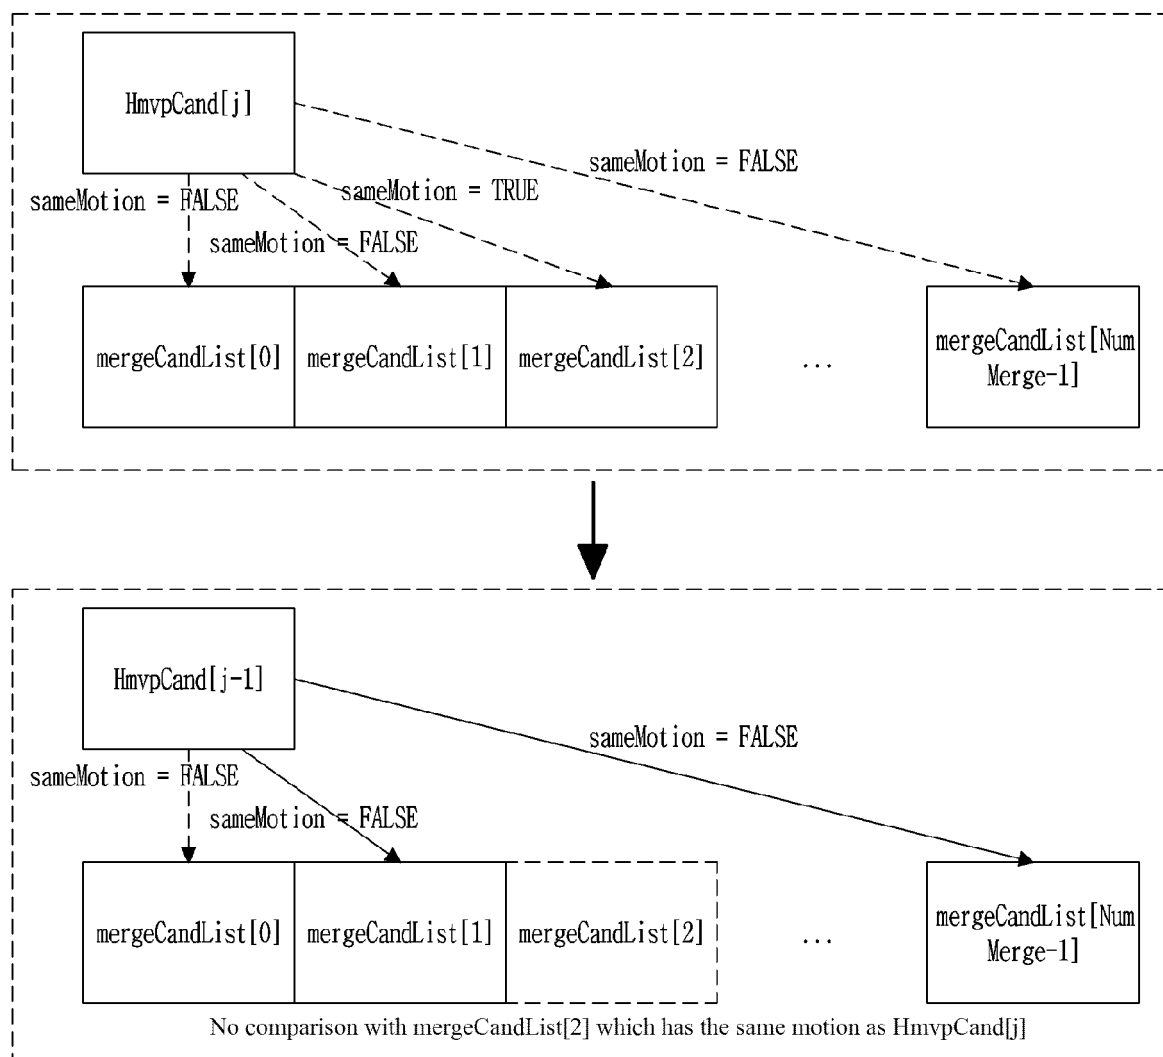 HmvpCand[j]
sameMotion = FALSE
sameMotion = TRUE
sameMotion = FALSE
sameMotion = FALSE
mergeCandList[0]
mergeCandList[1]
mergeCandList[2]
...
mergeCandList[Num
Merge-1]
HmvpCand[j-1]
sameMotion = FALSE
sameMotion = FALSE
sameMotion = FALSE
mergeCandList[0]
mergeCandList[1]
mergeCandList[2]
...
mergeCandList[Num
Merge-1]
No comparison with mergeCandList[2] which has the same motion as HmvpCand[j]